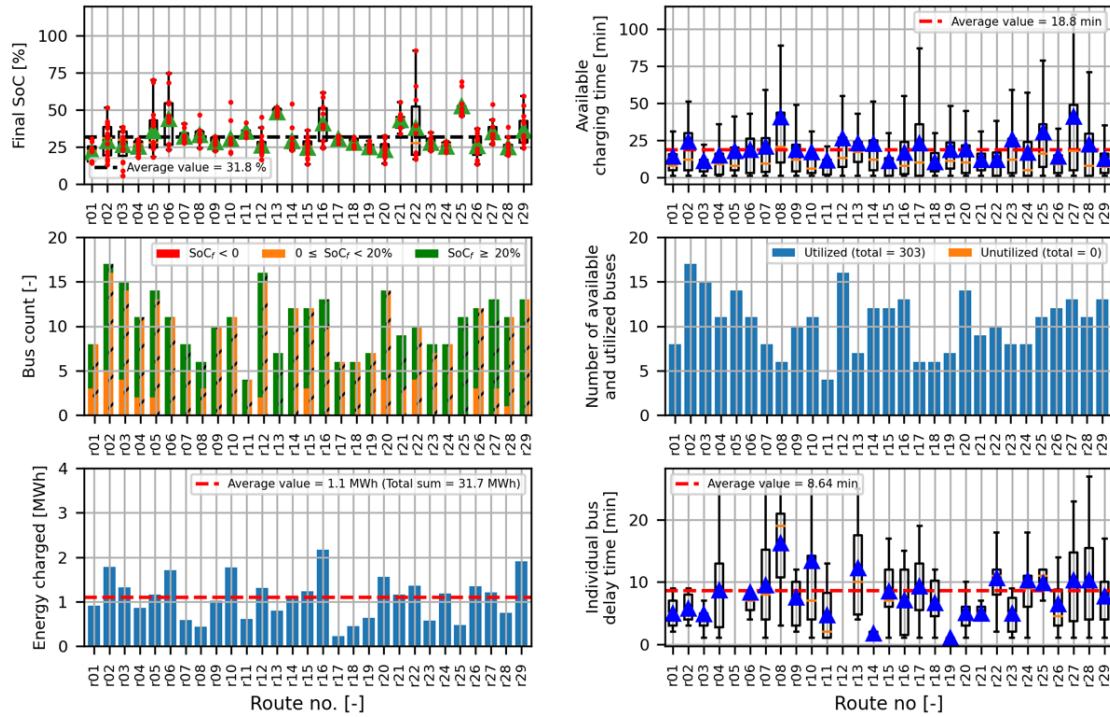 Final SoC [%]
100
75
50
25
0
Average value = 31.8 %
r01 r02 r03 r04 r05 r06 r07 r08 r09 r10 r11 r12 r13 r14 r15 r16 r17 r18 r19 r20 r21 r22 r23 r24 r25 r26 r27 r28 r29
Available
charging time [min]
100
75
50
25
0
Average value = 18.8 min
r01 r02 r03 r04 r05 r06 r07 r08 r09 r10 r11 r12 r13 r14 r15 r16 r17 r18 r19 r20 r21 r22 r23 r24 r25 r26 r27 r28 r29
Bus count [-]
20
15
10
5
0
SoCf < 0 0 ≤ SoCf < 20% SoCf ≥ 20%
r01 r02 r03 r04 r05 r06 r07 r08 r09 r10 r11 r12 r13 r14 r15 r16 r17 r18 r19 r20 r21 r22 r23 r24 r25 r26 r27 r28 r29
Number of available
and utilized buses
20
15
10
5
0
Utilized (total = 303) Unutilized (total = 0)
r01 r02 r03 r04 r05 r06 r07 r08 r09 r10 r11 r12 r13 r14 r15 r16 r17 r18 r19 r20 r21 r22 r23 r24 r25 r26 r27 r28 r29
Energy charged [MWh]
4
3
2
1
0
Average value = 1.1 MWh (Total sum = 31.7 MWh)
r01 r02 r03 r04 r05 r06 r07 r08 r09 r10 r11 r12 r13 r14 r15 r16 r17 r18 r19 r20 r21 r22 r23 r24 r25 r26 r27 r28 r29
Route no. [-]
Individual bus
delay time [min]
20
10
0
Average value = 8.64 min
r01 r02 r03 r04 r05 r06 r07 r08 r09 r10 r11 r12 r13 r14 r15 r16 r17 r18 r19 r20 r21 r22 r23 r24 r25 r26 r27 r28 r29
Route no [-]